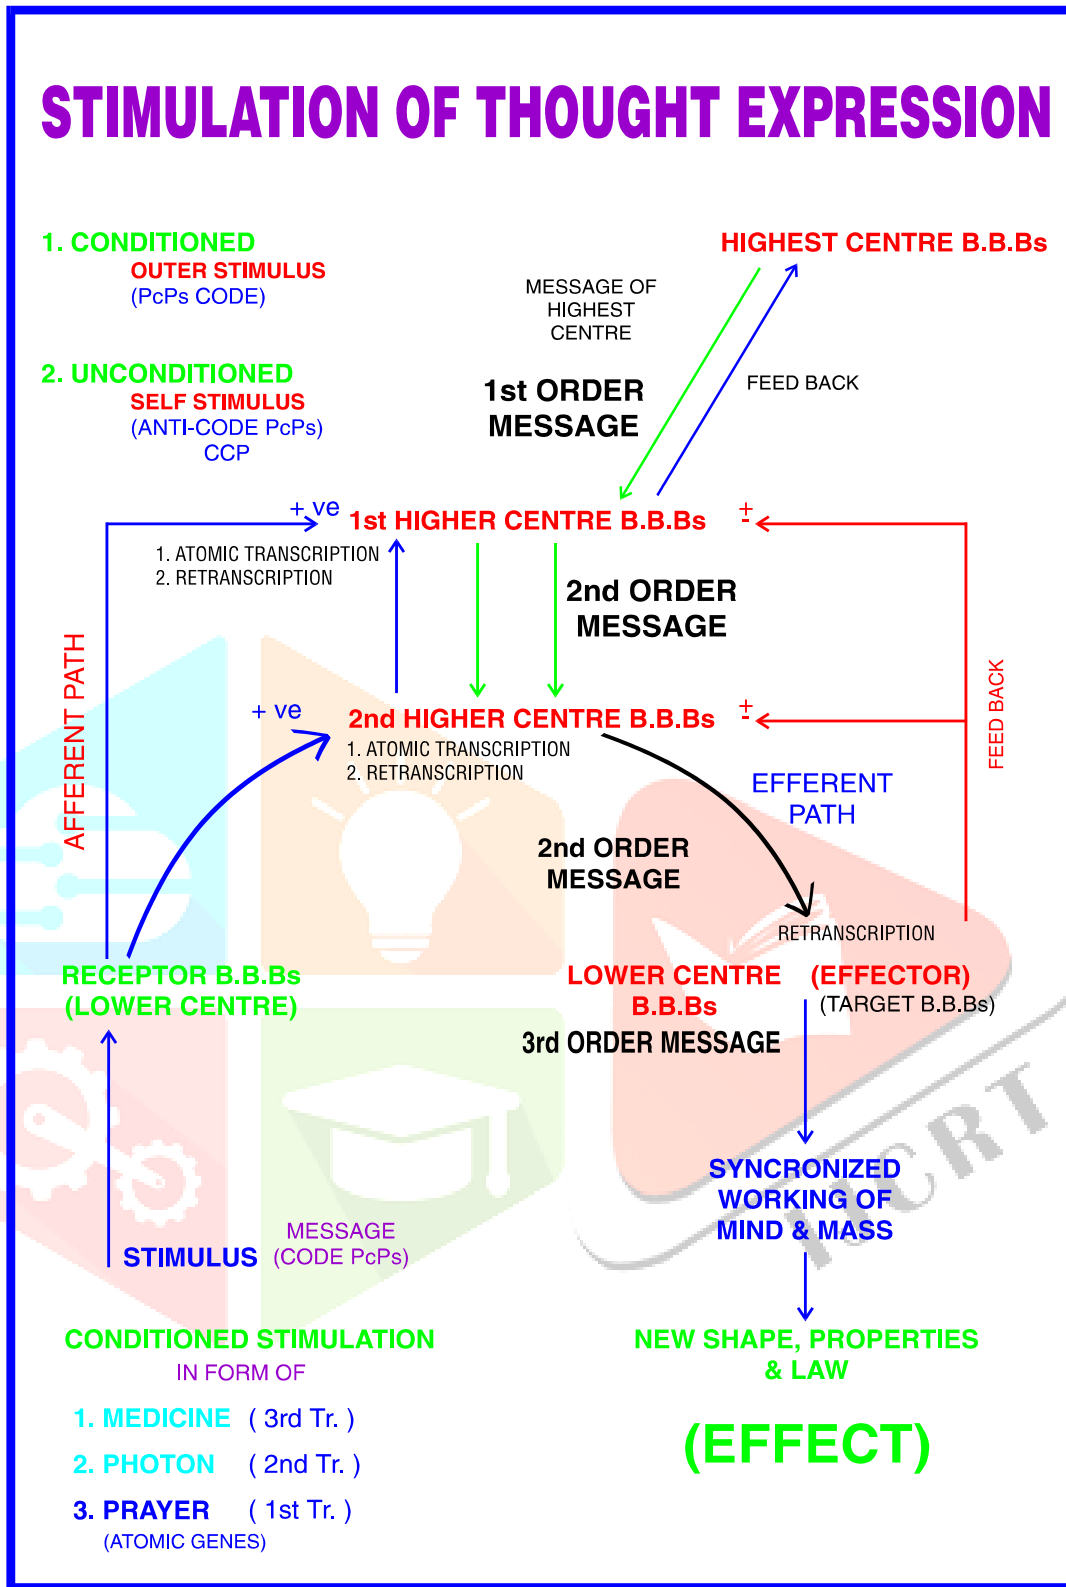 STIMULATION OF THOUGHT EXPRESSION
1. CONDITIONED
OUTER STIMULUS
(PcPs CODE)
2. UNCONDITIONED
SELF STIMULUS
(ANTI-CODE PcPs)
CCP
HIGHEST CENTRE B.B.Bs
MESSAGE OF
HIGHEST
CENTRE
1st ORDER
MESSAGE
FEED BACK
+ ve
1st HIGHER CENTRE B.B.Bs
±
1. ATOMIC TRANSCRIPTION
2. RETRANSCRIPTION
2nd ORDER
MESSAGE
AFFERENT PATH
FEED BACK
+ ve
2nd HIGHER CENTRE B.B.Bs
±
1. ATOMIC TRANSCRIPTION
2. RETRANSCRIPTION
EFFERENT
PATH
2nd ORDER
MESSAGE
RETRANSCRIPTION
RECEPTOR B.B.Bs
(LOWER CENTRE)
LOWER CENTRE
B.B.Bs
(EFFECTOR)
(TARGET B.B.Bs)
3rd ORDER MESSAGE
SYNCRONIZED
WORKING OF
MIND & MASS
STIMULUS
MESSAGE
(CODE PcPs)
IJCRT
CONDITIONED STIMULATION
IN FORM OF
1. MEDICINE ( 3rd Tr. )
2. PHOTON ( 2nd Tr. )
3. PRAYER ( 1st Tr. )
(ATOMIC GENES)
NEW SHAPE, PROPERTIES
& LAW
(EFFECT)